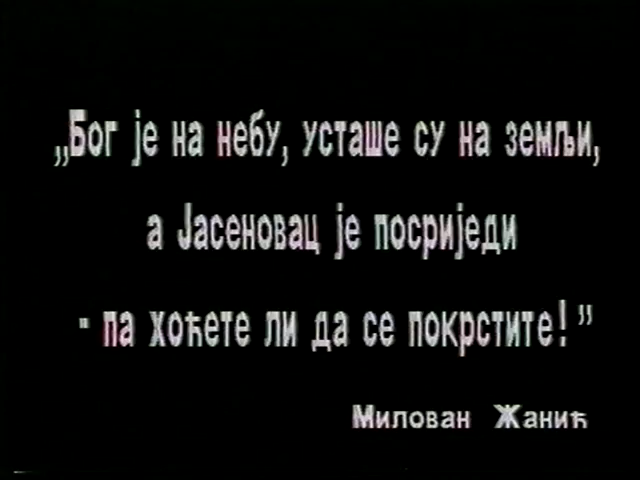 „Бог је на небу, усташе су на земљи,
а Јасеновац је посриједи
- па хоћете ли да се покрстите!”
Милован Жанић